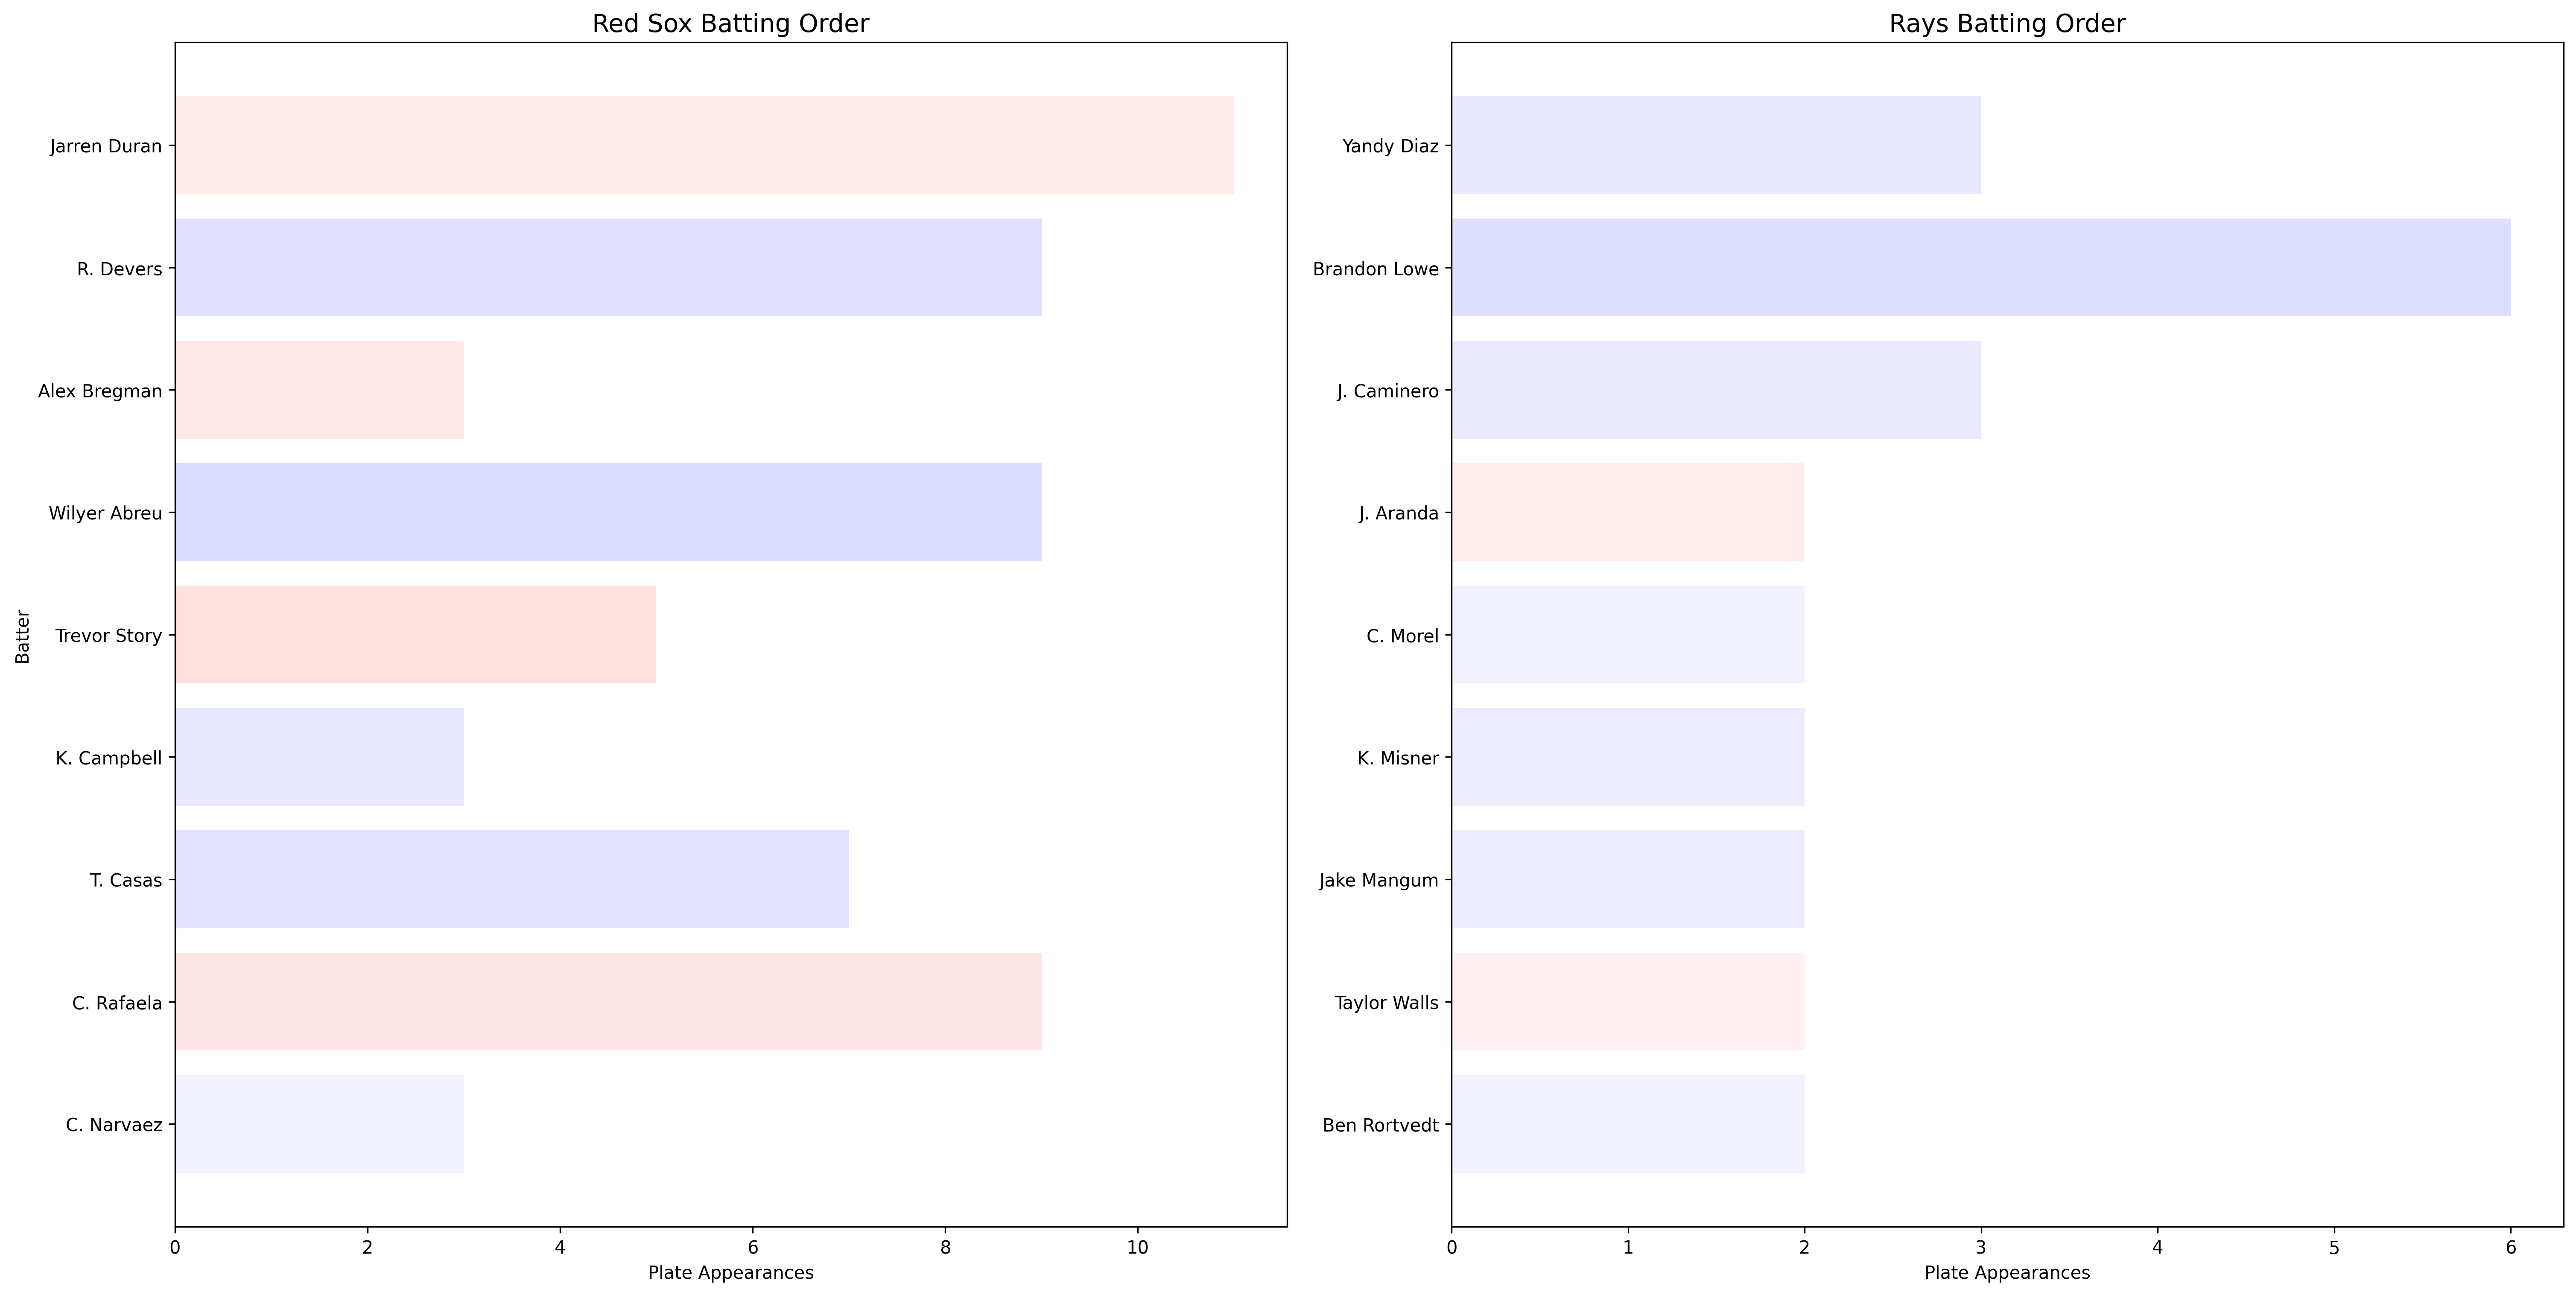 Red Sox Batting Order
Batter
Jarren Duran
R. Devers
Alex Bregman
Wilyer Abreu
Trevor Story
K. Campbell
T. Casas
C. Rafaela
C. Narvaez
0 2 4 6 8 10
Plate Appearances
Rays Batting Order
Yandy Diaz
Brandon Lowe
J. Caminero
J. Aranda
C. Morel
K. Misner
Jake Mangum
Taylor Walls
Ben Rortvedt
0 1 2 3 4 5 6
Plate Appearances